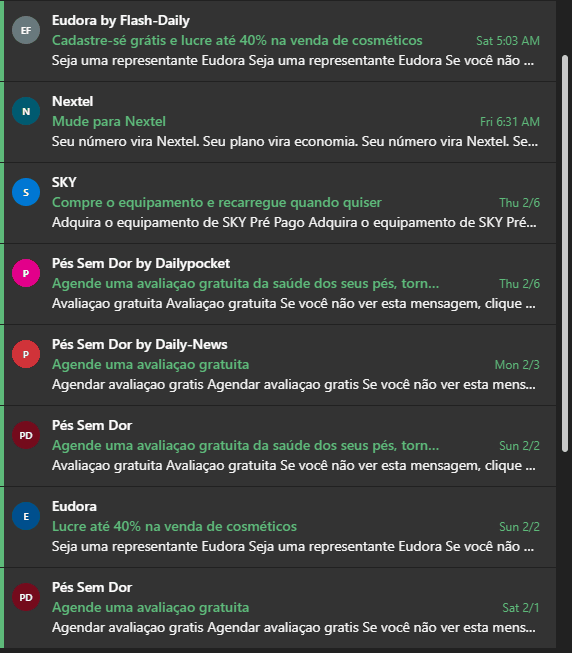 EF
Eudora by Flash-Daily
Cadastre-sé grátis e lucre até 40% na venda de cosméticos
Sat 5:03 AM
Seja uma representante Eudora Seja uma representante Eudora Se você não ...
N
Nextel
Mude para Nextel
Fri 6:31 AM
Seu número vira Nextel. Seu plano vira economia. Seu número vira Nextel. Se...
S
SKY
Compre o equipamento e recarregue quando quiser
Thu 2/6
Adquira o equipamento de SKY Pré Pago Adquira o equipamento de SKY Pré...
P
Pés Sem Dor by Dailypocket
Agende uma avaliaçao gratuita da saúde dos seus pés, torn...
Thu 2/6
Avaliaçao gratuita Avaliaçao gratuita Se você não ver esta mensagem, clique ...
P
Pés Sem Dor by Daily-News
Agende uma avaliaçao gratuita
Mon 2/3
Agendar avaliaçao gratis Agendar avaliaçao gratis Se você não ver esta mens...
PD
Pés Sem Dor
Agende uma avaliaçao gratuita da saúde dos seus pés, torn...
Sun 2/2
Avaliaçao gratuita Avaliaçao gratuita Se você não ver esta mensagem, clique ...
E
Eudora
Lucre até 40% na venda de cosméticos
Sun 2/2
Seja uma representante Eudora Seja uma representante Eudora Se você não ...
PD
Pés Sem Dor
Agende uma avaliaçao gratuita
Sat 2/1
Agendar avaliaçao gratis Agendar avaliaçao gratis Se você não ver esta mens...